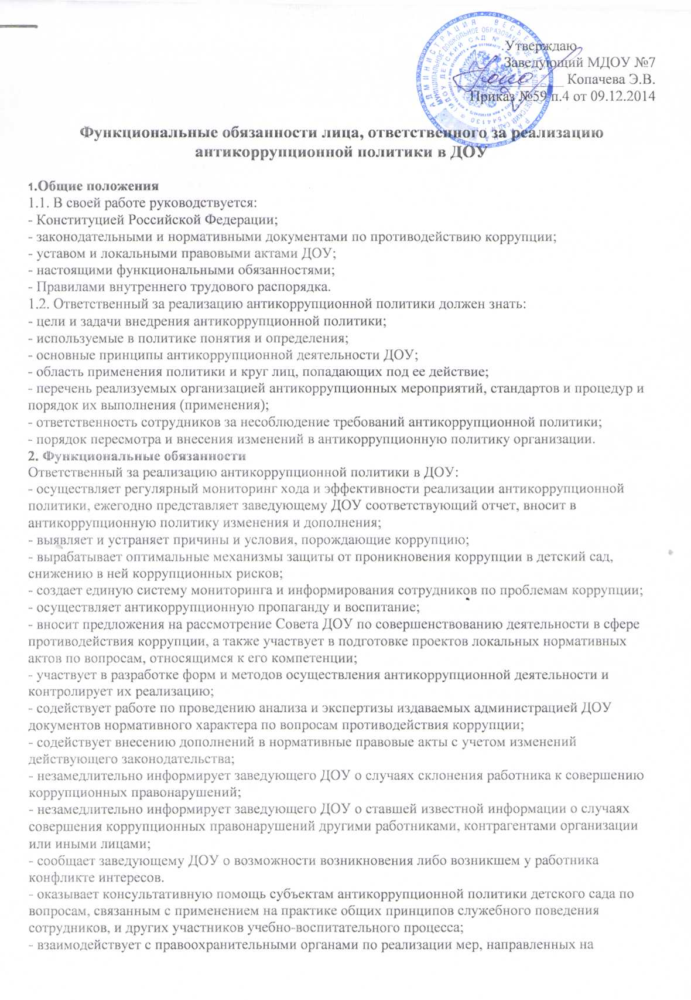 Утверждаю
Заведующий МДОУ №7
Копачева Э.В.
Приказ №59 п.4 от 09.12.2014
Функциональные обязанности лица, ответственного за реализацию
антикоррупционной политики в ДОУ
1.Общие положения
1.1. В своей работе руководствуется:
- Конституцией Российской Федерации;
- законодательными и нормативными документами по противодействию коррупции;
- уставом и локальными правовыми актами ДОУ;
- настоящими функциональными обязанностями;
- Правилами внутреннего трудового распорядка.
1.2. Ответственный за реализацию антикоррупционной политики должен знать:
- цели и задачи внедрения антикоррупционной политики;
- используемые в политике понятия и определения;
- основные принципы антикоррупционной деятельности ДОУ;
- область применения политики и круг лиц, попадающих под ее действие;
- перечень реализуемых организацией антикоррупционных мероприятий, стандартов и процедур и
порядок их выполнения (применения);
- ответственность сотрудников за несоблюдение требований антикоррупционной политики;
- порядок пересмотра и внесения изменений в антикоррупционную политику организации.
2. Функциональные обязанности
Ответственный за реализацию антикоррупционной политики в ДОУ:
- осуществляет регулярный мониторинг хода и эффективности реализации антикоррупционной
политики, ежегодно представляет заведующему ДОУ соответствующий отчет, вносит в
антикоррупционную политику изменения и дополнения;
- выявляет и устраняет причины и условия, порождающие коррупцию;
- вырабатывает оптимальные механизмы защиты от проникновения коррупции в детский сад,
снижению в ней коррупционных рисков;
- создает единую систему мониторинга и информирования сотрудников по проблемам коррупции;
- осуществляет антикоррупционную пропаганду и воспитание;
- вносит предложения на рассмотрение Совета ДОУ по совершенствованию деятельности в сфере
противодействия коррупции, а также участвует в подготовке проектов локальных нормативных
актов по вопросам, относящимся к его компетенции;
- участвует в разработке форм и методов осуществления антикоррупционной деятельности и
контролирует их реализацию;
- содействует работе по проведению анализа и экспертизы издаваемых администрацией ДОУ
документов нормативного характера по вопросам противодействия коррупции;
- содействует внесению дополнений в нормативные правовые акты с учетом изменений
действующего законодательства;
- незамедлительно информирует заведующего ДОУ о случаях склонения работника к совершению
коррупционных правонарушений;
- незамедлительно информирует заведующего ДОУ о ставшей известной информации о случаях
совершения коррупционных правонарушений другими работниками, контрагентами организации
или иными лицами;
- сообщает заведующему ДОУ о возможности возникновения либо возникшем у работника
конфликте интересов.
- оказывает консультативную помощь субъектам антикоррупционной политики детского сада по
вопросам, связанным с применением на практике общих принципов служебного поведения
сотрудников, и других участников учебно-воспитательного процесса;
- взаимодействует с правоохранительными органами по реализации мер, направленных на